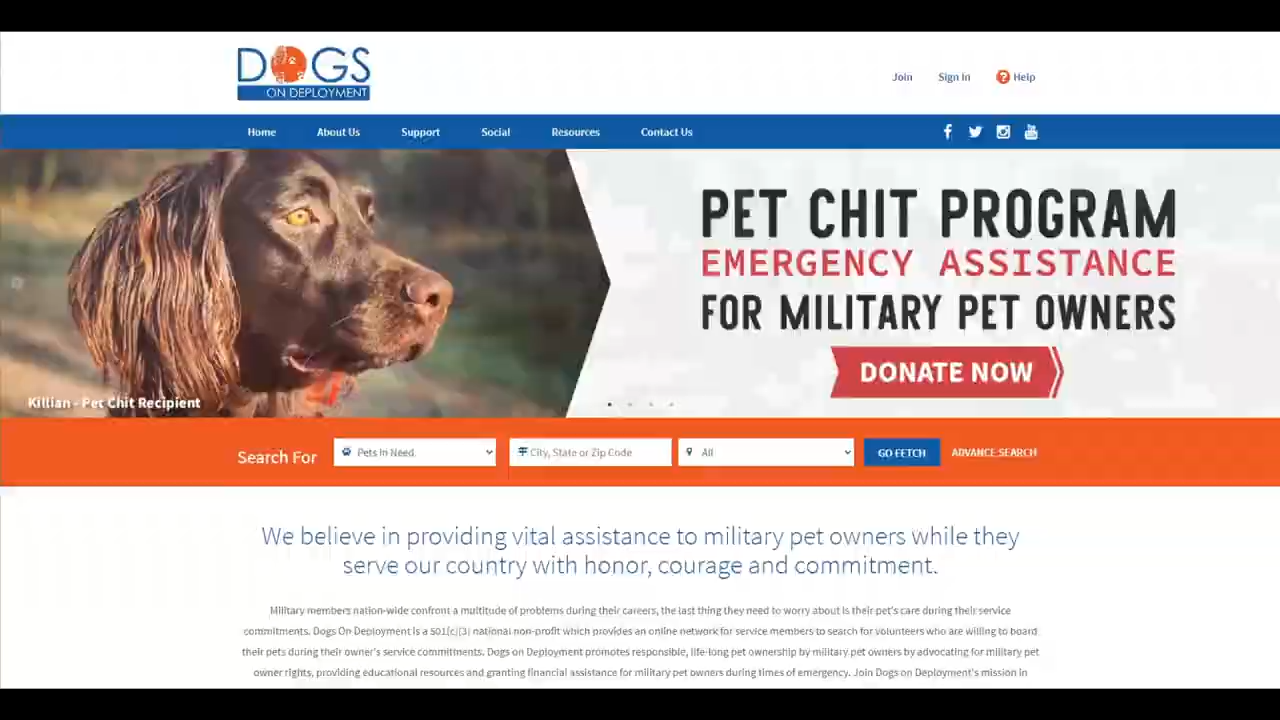 DOGS
ON DEPLOYMENT
Join Sign In Help
Home About Us Support Social Resources Contact Us
PET CHIT PROGRAM
EMERGENCY ASSISTANCE
FOR MILITARY PET OWNERS
DONATE NOW
Killian - Pet Chit Recipient
Search For Pets In Need City, State or Zip Code All GO FETCH ADVANCE SEARCH
We believe in providing vital assistance to military pet owners while they
serve our country with honor, courage and commitment.
Military members nation-wide confront a multitude of problems during their careers, the last thing they need to worry about is their pet's care during their service
commitments. Dogs On Deployment is a 501(c)(3) national non-profit which provides an online network for service members to search for volunteers who are willing to board
their pets during their owner's service commitments. Dogs on Deployment promotes responsible, life-long pet ownership by military pet owners by advocating for military pet
owner rights, providing educational resources and granting financial assistance for military pet owners during times of emergency. Join Dogs on Deployment's mission in